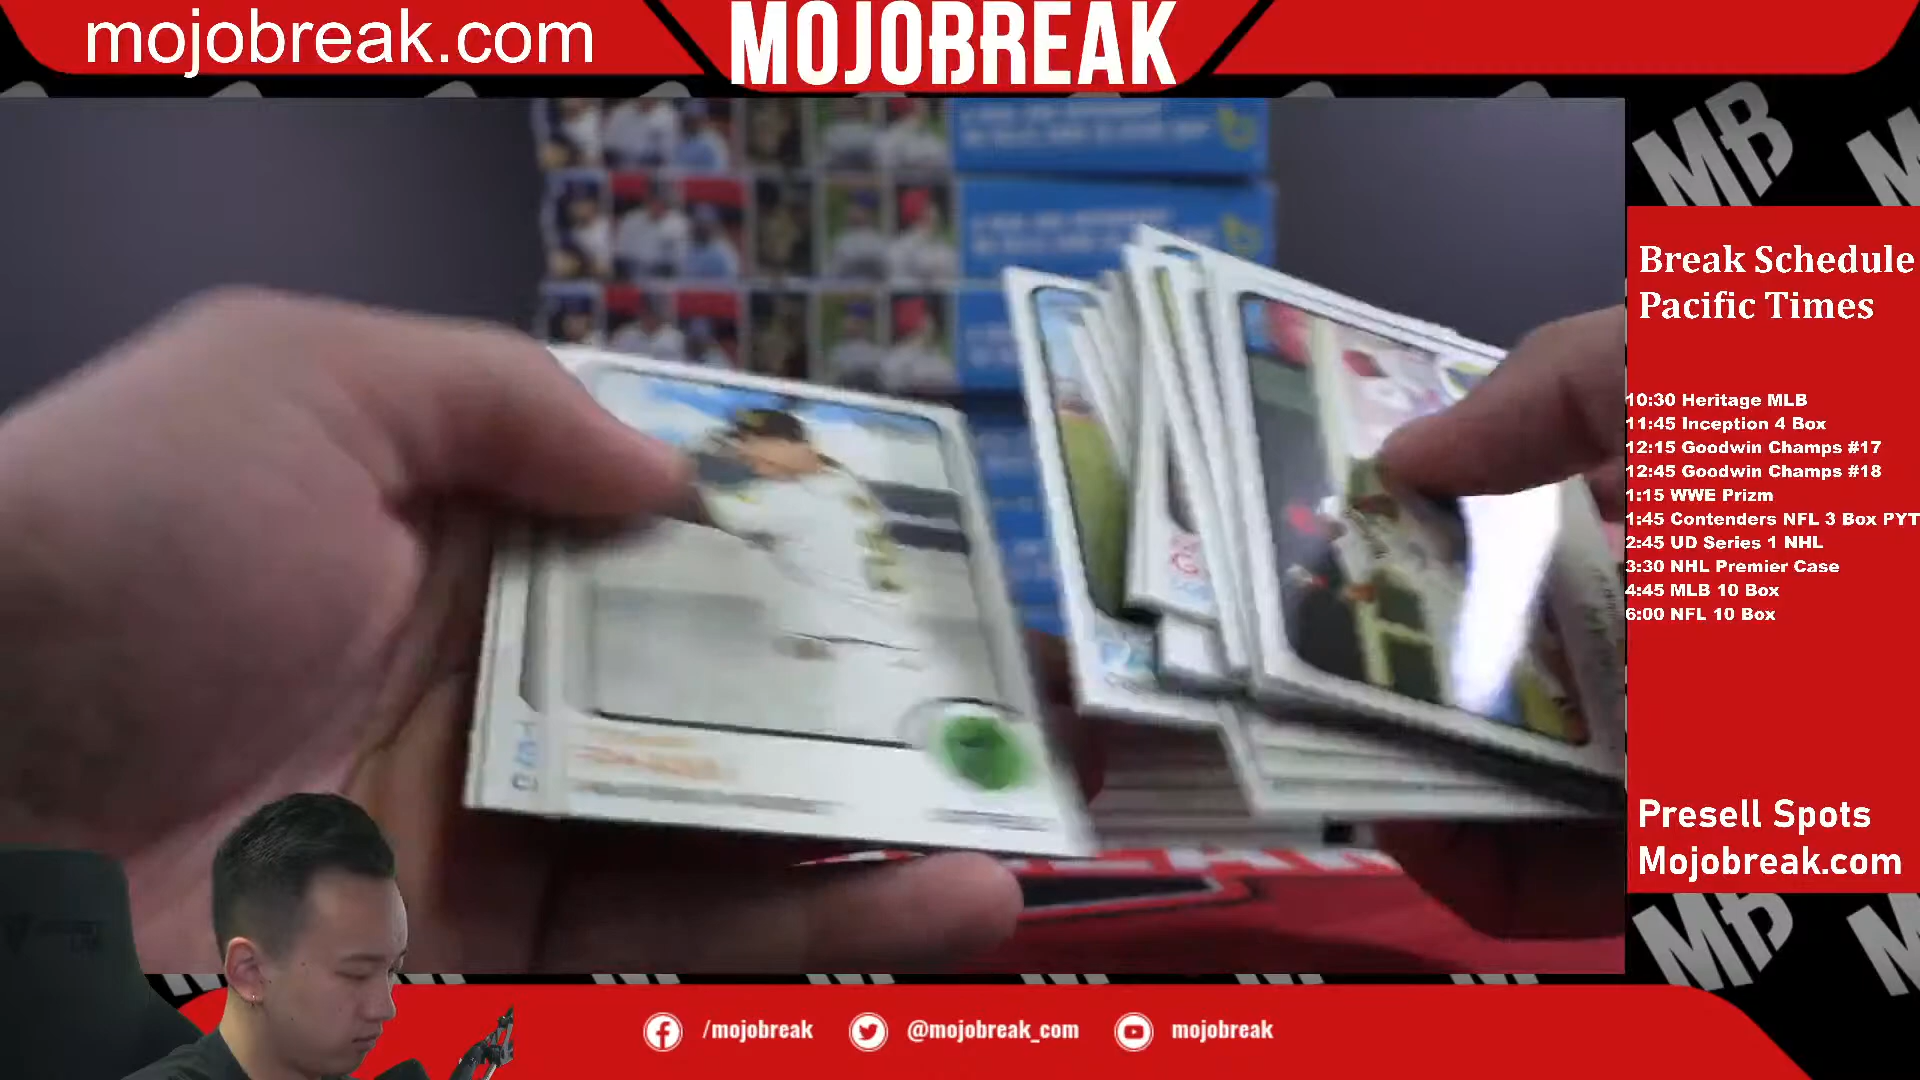 mojobreak.com
MOJOBREAK
MB
Break Schedule
Pacific Times
10:30 Heritage MLB
11:45 Inception 4 Box
12:15 Goodwin Champs #17
12:45 Goodwin Champs #18
1:15 WWE Prizm
1:45 Contenders NFL 3 Box PYT
2:45 UD Series 1 NHL
3:30 NHL Premier Case
4:45 MLB 10 Box
6:00 NFL 10 Box
Presell Spots
Mojobreak.com
MB
/mojobreak
@mojobreak_com
mojobreak